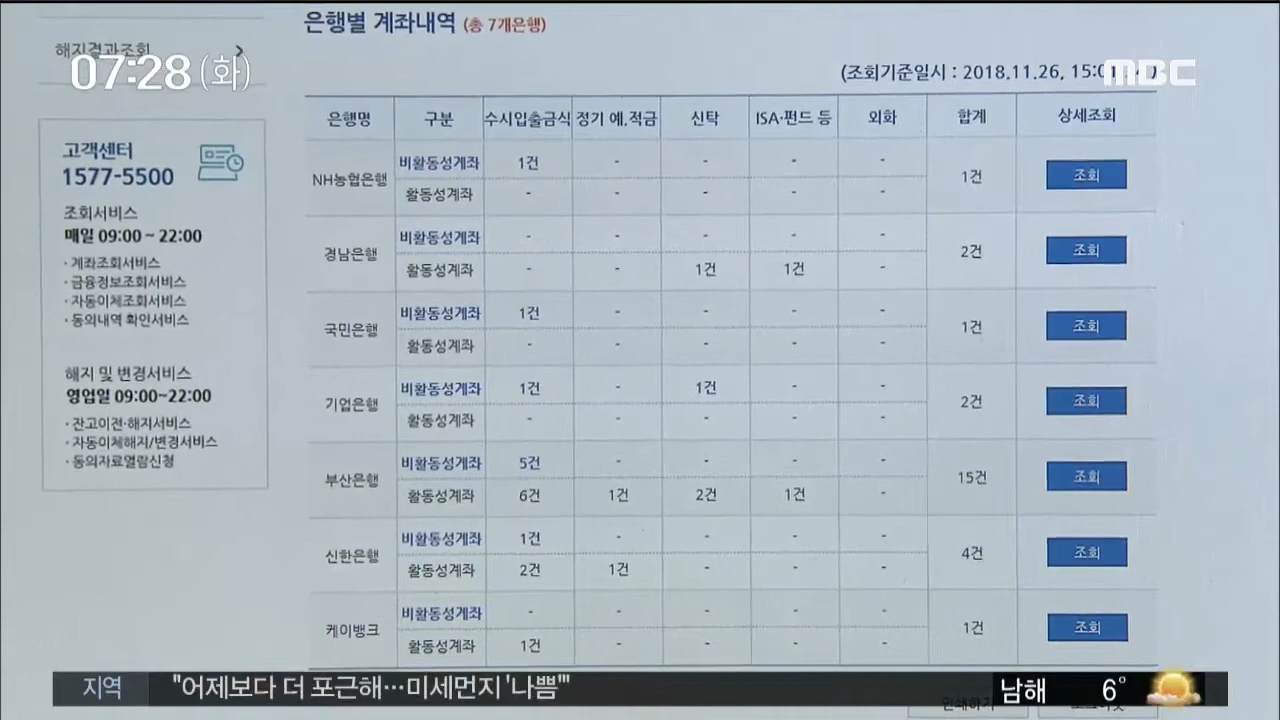 은행별 계좌내역 (총 7개은행)
해지결과조회 >
07:28 (화)
(조회기준일시 : 2018.11.26, 15:0
MBC
고객센터
1577-5500
조회서비스
매일 09:00 ~ 22:00
· 계좌조회서비스
· 금융정보조회서비스
· 자동이체조회서비스
· 동의내역 확인서비스
해지 및 변경서비스
영업일 09:00~22:00
· 잔고이전·해지서비스
· 자동이체해지/변경서비스
· 동의자료열람신청
은행명 구분 수시입출금식 정기 예.적금 신탁 ISA·펀드 등 외화 합계 상세조회
NH농협은행 비활동성계좌 1건 - - - - 1건 조회
활동성계좌 - - - - -
경남은행 비활동성계좌 - - - - - 2건 조회
활동성계좌 - - 1건 1건 -
국민은행 비활동성계좌 1건 - - - - 1건 조회
활동성계좌 - - - - -
기업은행 비활동성계좌 1건 - 1건 - - 2건 조회
활동성계좌 - - - - -
부산은행 비활동성계좌 5건 - - - - 15건 조회
활동성계좌 6건 1건 2건 1건 -
신한은행 비활동성계좌 1건 - - - - 4건 조회
활동성계좌 2건 1건 - - -
케이뱅크 비활동성계좌 - - - - - 1건 조회
활동성계좌 1건 - - - -
지역 "어제보다 더 포근해…미세먼지 '나쁨'" 남해 6°
인쇄하기